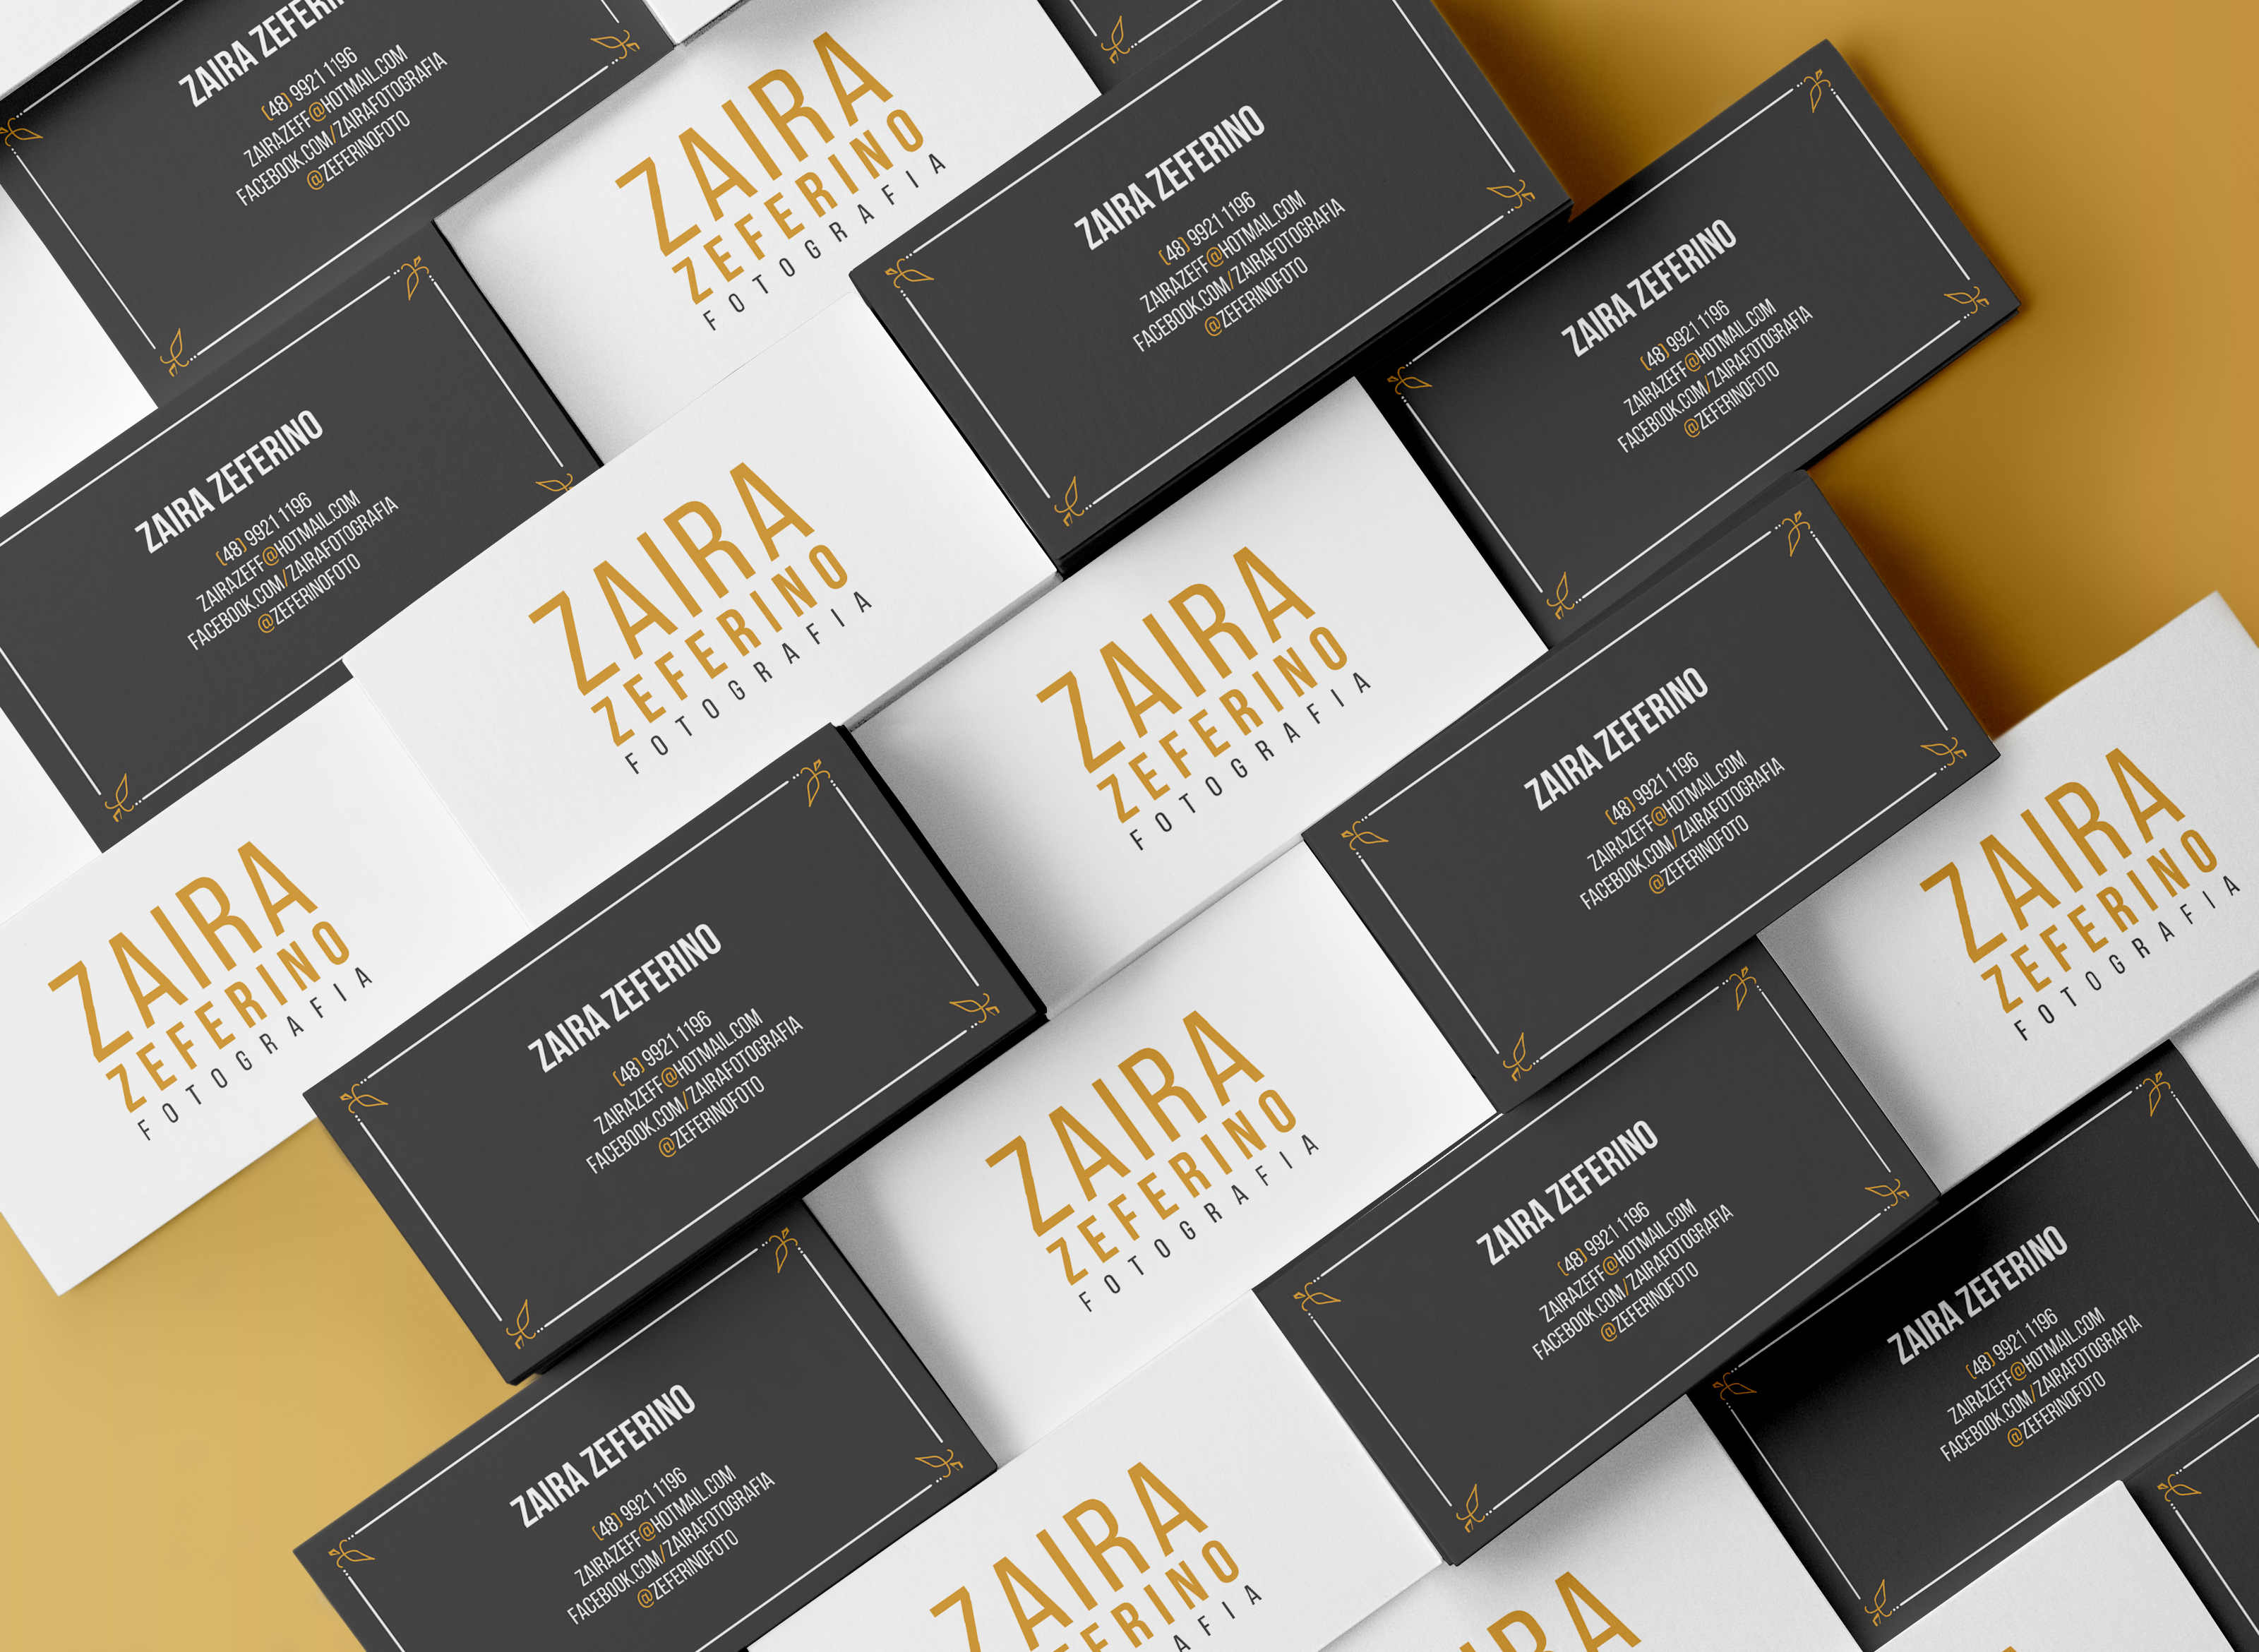 ZAIRA
ZEFERINO
FOTOGRAFIA
ZAIRA ZEFERINO
(48) 9921 1196
ZAIRAZEFF@HOTMAIL.COM
FACEBOOK.COM/ZAIRAFOTOGRAFIA
@ZEFERINOFOTO